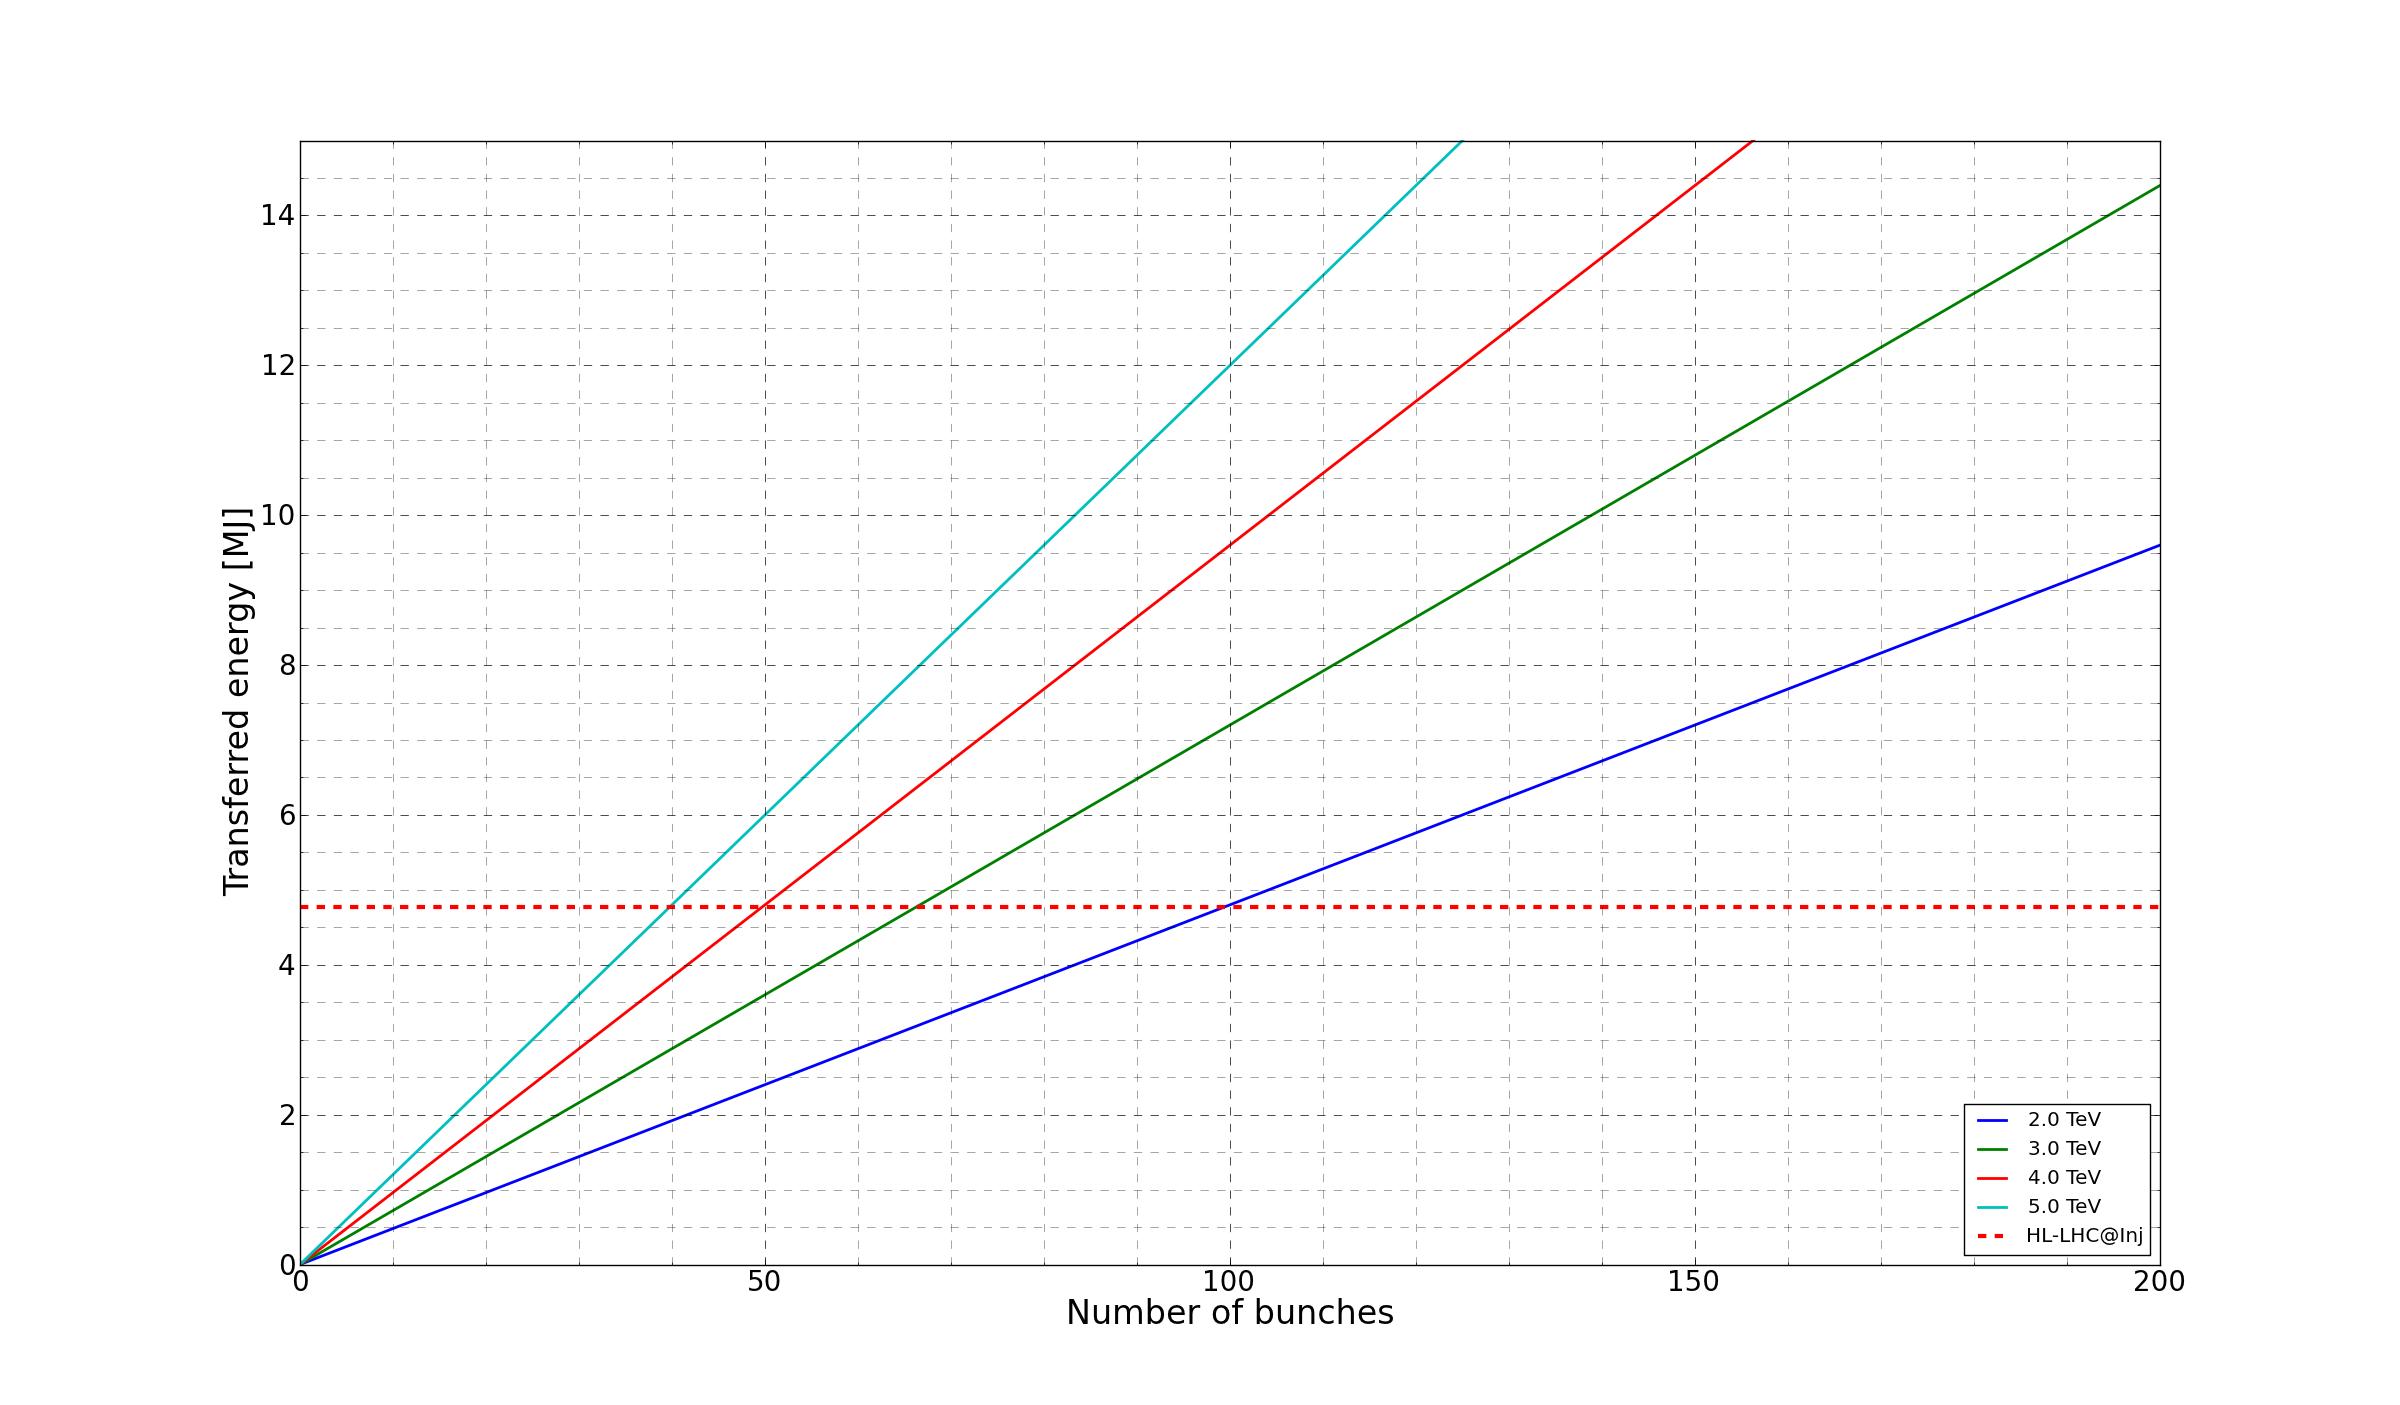 Transferred energy [MJ]
14
12
10
8
6
4
2
0
0 50 100 150 200
Number of bunches
2.0 TeV
3.0 TeV
4.0 TeV
5.0 TeV
HL-LHC@Inj